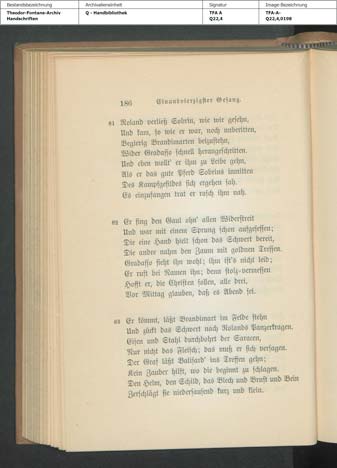 Bestandsbezeichnung Archivalieneinheit Signatur Image-Bezeichnung
Theodor-Fontane-Archiv Q - Handbibliothek TFA A TFA-A-
Handschriften Q22,4 Q22,4,0198
186 Einundvierzigster Gesang.
81 Roland verließ Sobrin, wie wir gesehn,
Und kam, so wie er war, noch unberitten,
Begierig Brandimarten beizustehn,
Wider Gradasso schnell herangeschritten.
Und eben wollt' er ihm zu Leibe gehn,
Als er das gute Pferd Sobrins inmitten
Des Kampfgefildes sich ergehen sah.
Es einzufangen trat er rasch ihm nah.
82 Er fing den Gaul ohn' allen Widerstreit
Und war mit einem Sprung schon aufgesessen;
Die eine Hand hielt schon das Schwert bereit,
Die andre nahm den Zaum mit goldnen Tressen.
Gradasso sieht ihn wohl; ihm ist's nicht leid;
Er ruft bei Namen ihn; denn stolz-vermessen
Hofft er, die Christen sollen, alle drei,
Vor Mittag glauben, daß es Abend sei.
83 Er kömmt, läßt Brandimart im Felde stehn
Und zückt das Schwert nach Rolands Panzerkragen.
Eisen und Stahl durchbohrt der Saracen,
Nur nicht das Fleisch; das muß er sich versagen.
Der Graf läßt Balisard' ins Treffen gehn;
Kein Zauber hilft, wo die beginnt zu schlagen.
Den Helm, den Schild, das Blech und Brust und Bein
Zerschlägt sie niedersausend kurz und klein.